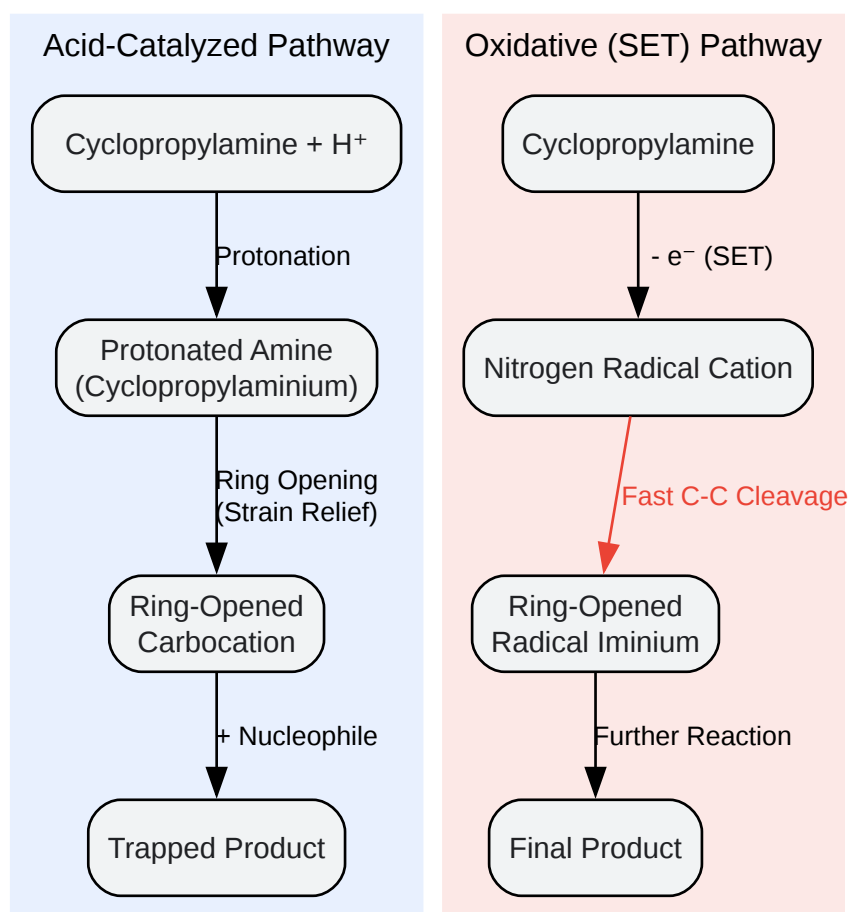 Acid-Catalyzed Pathway
Cyclopropylamine + H⁺
Protonation
Protonated Amine
(Cyclopropylaminium)
Ring Opening
(Strain Relief)
Ring-Opened
Carbocation
+ Nucleophile
Trapped Product
Oxidative (SET) Pathway
Cyclopropylamine
- e⁻ (SET)
Nitrogen Radical Cation
Fast C-C Cleavage
Ring-Opened
Radical Iminium
Further Reaction
Final Product